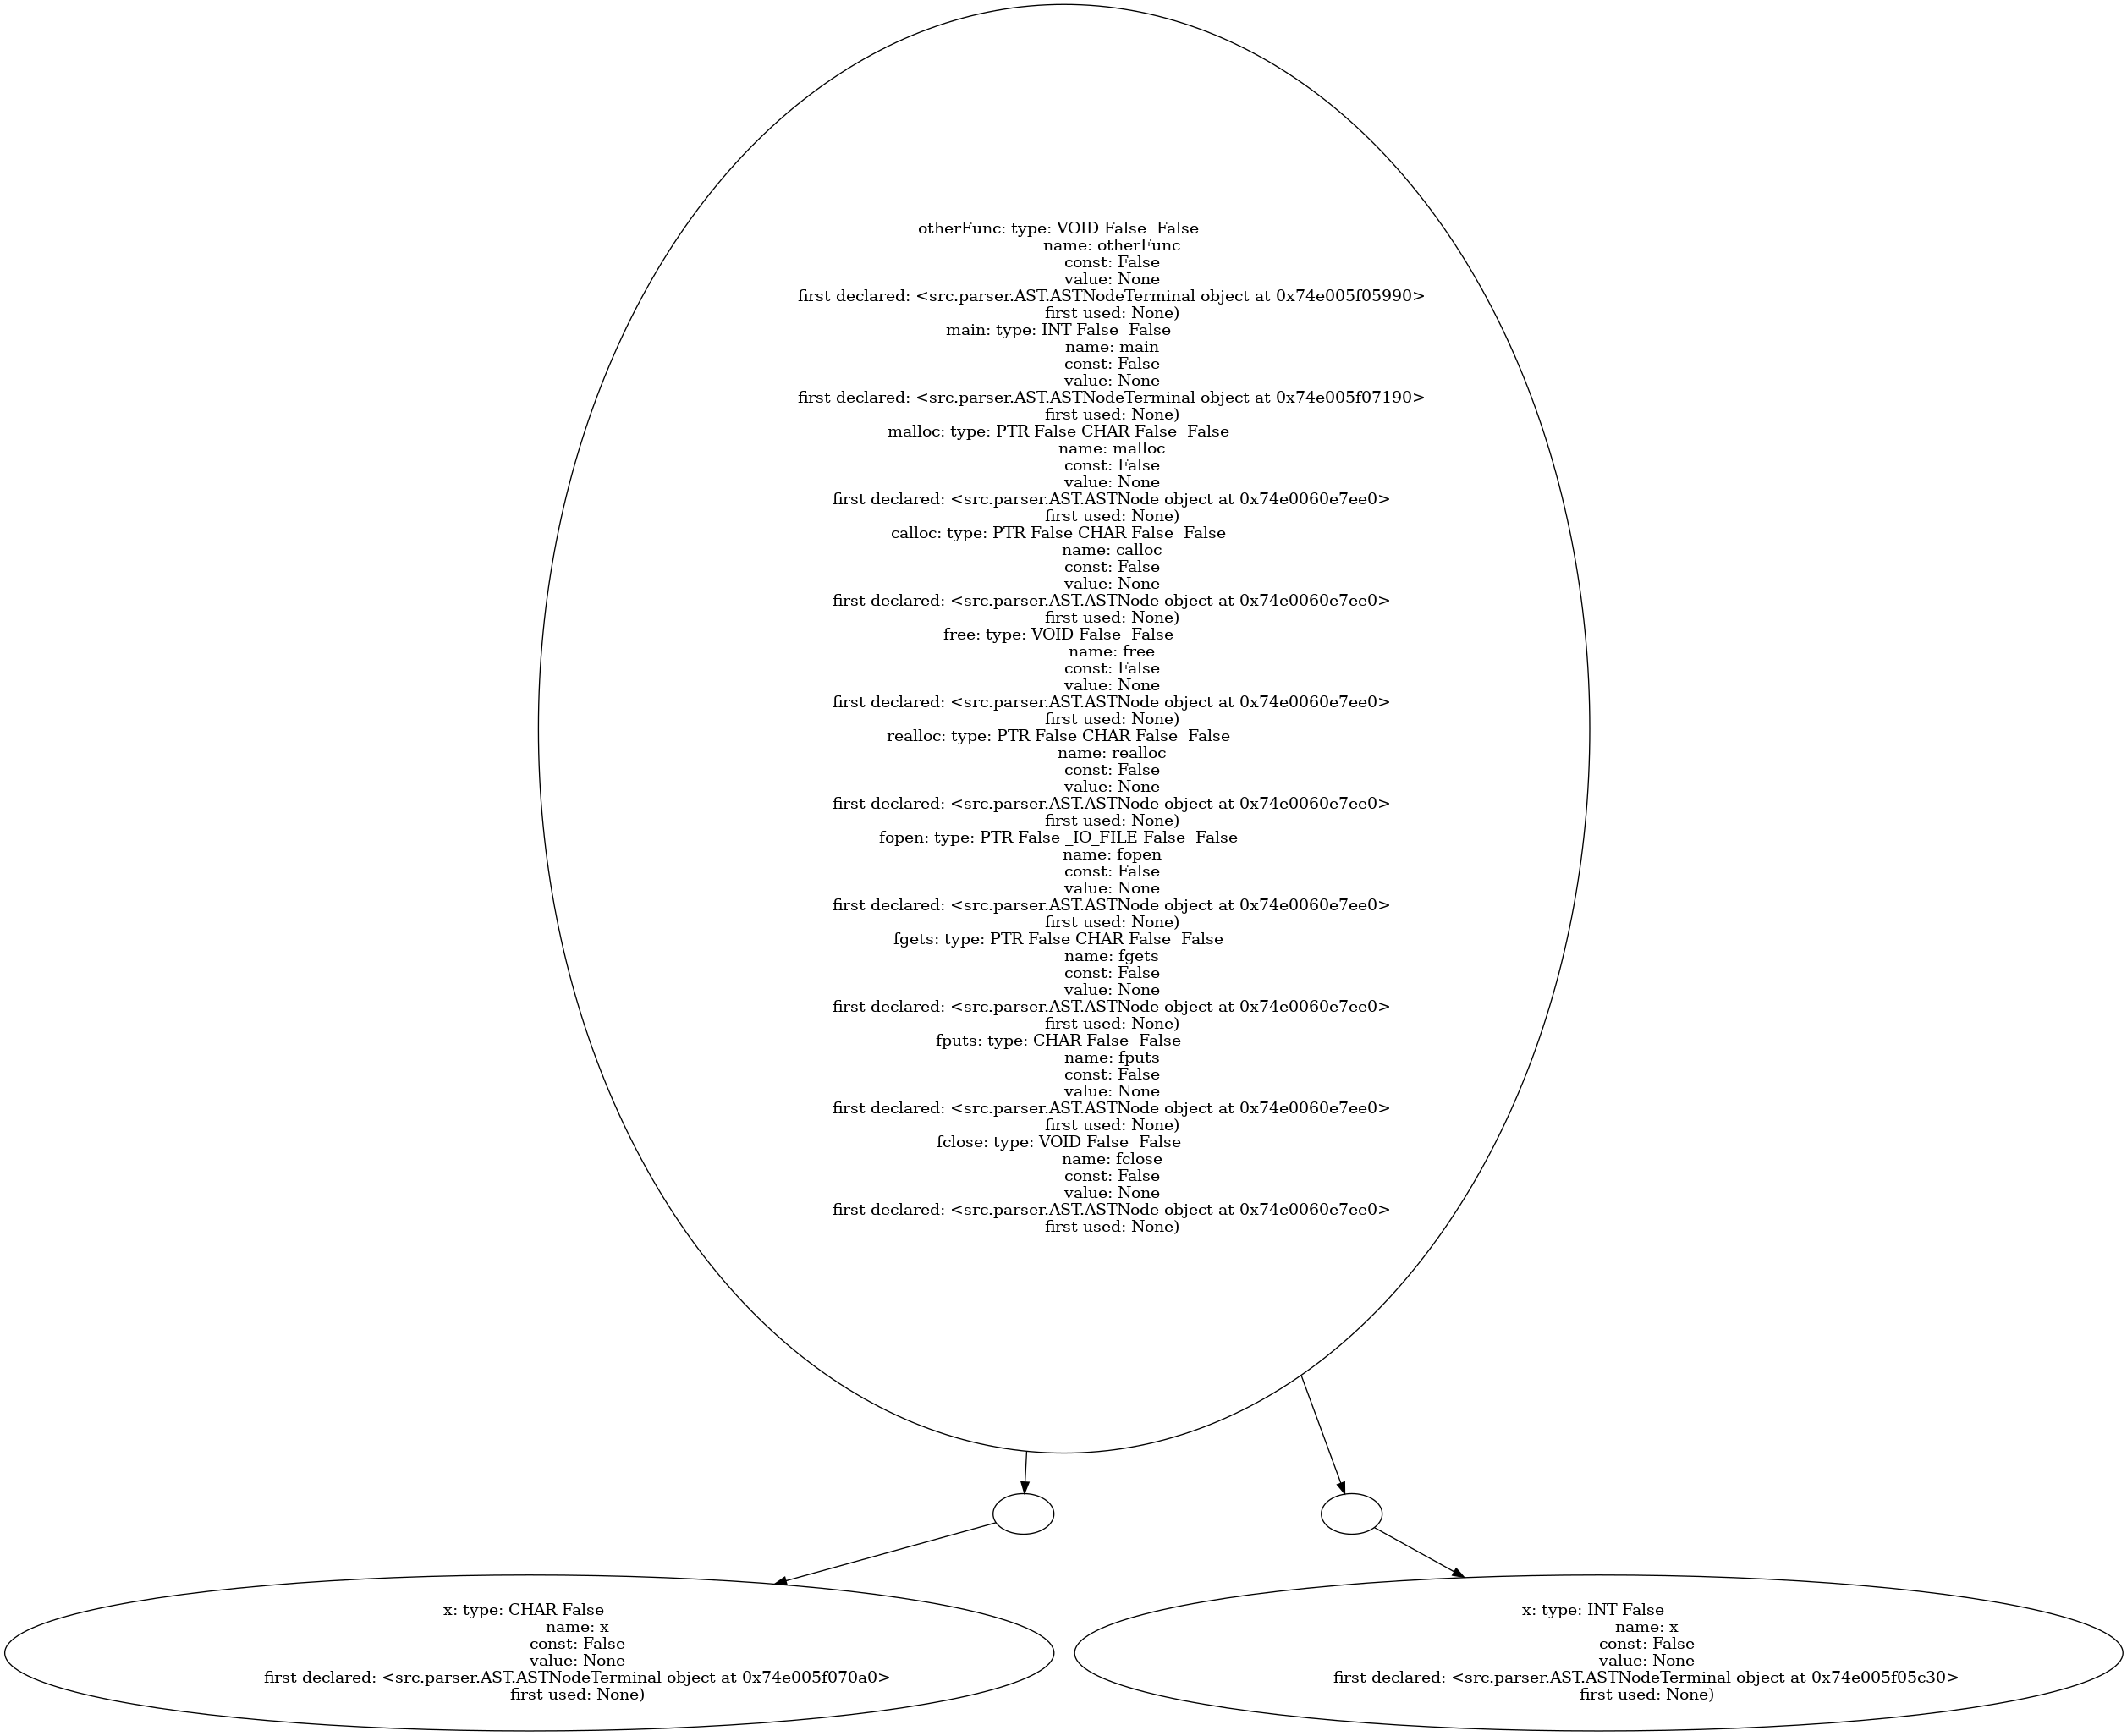 otherFunc: type: VOID False  False
name: otherFunc
const: False
value: None
first declared: <src.parser.AST.ASTNodeTerminal object at 0x74e005f05990>
first used: None)
main: type: INT False  False
name: main
const: False
value: None
first declared: <src.parser.AST.ASTNodeTerminal object at 0x74e005f07190>
first used: None)
malloc: type: PTR False CHAR False  False
name: malloc
const: False
value: None
first declared: <src.parser.AST.ASTNode object at 0x74e0060e7ee0>
first used: None)
calloc: type: PTR False CHAR False  False
name: calloc
const: False
value: None
first declared: <src.parser.AST.ASTNode object at 0x74e0060e7ee0>
first used: None)
free: type: VOID False  False
name: free
const: False
value: None
first declared: <src.parser.AST.ASTNode object at 0x74e0060e7ee0>
first used: None)
realloc: type: PTR False CHAR False  False
name: realloc
const: False
value: None
first declared: <src.parser.AST.ASTNode object at 0x74e0060e7ee0>
first used: None)
fopen: type: PTR False _IO_FILE False  False
name: fopen
const: False
value: None
first declared: <src.parser.AST.ASTNode object at 0x74e0060e7ee0>
first used: None)
fgets: type: PTR False CHAR False  False
name: fgets
const: False
value: None
first declared: <src.parser.AST.ASTNode object at 0x74e0060e7ee0>
first used: None)
fputs: type: CHAR False  False
name: fputs
const: False
value: None
first declared: <src.parser.AST.ASTNode object at 0x74e0060e7ee0>
first used: None)
fclose: type: VOID False  False
name: fclose
const: False
value: None
first declared: <src.parser.AST.ASTNode object at 0x74e0060e7ee0>
first used: None)
x: type: CHAR False
name: x
const: False
value: None
first declared: <src.parser.AST.ASTNodeTerminal object at 0x74e005f070a0>
first used: None)
x: type: INT False
name: x
const: False
value: None
first declared: <src.parser.AST.ASTNodeTerminal object at 0x74e005f05c30>
first used: None)